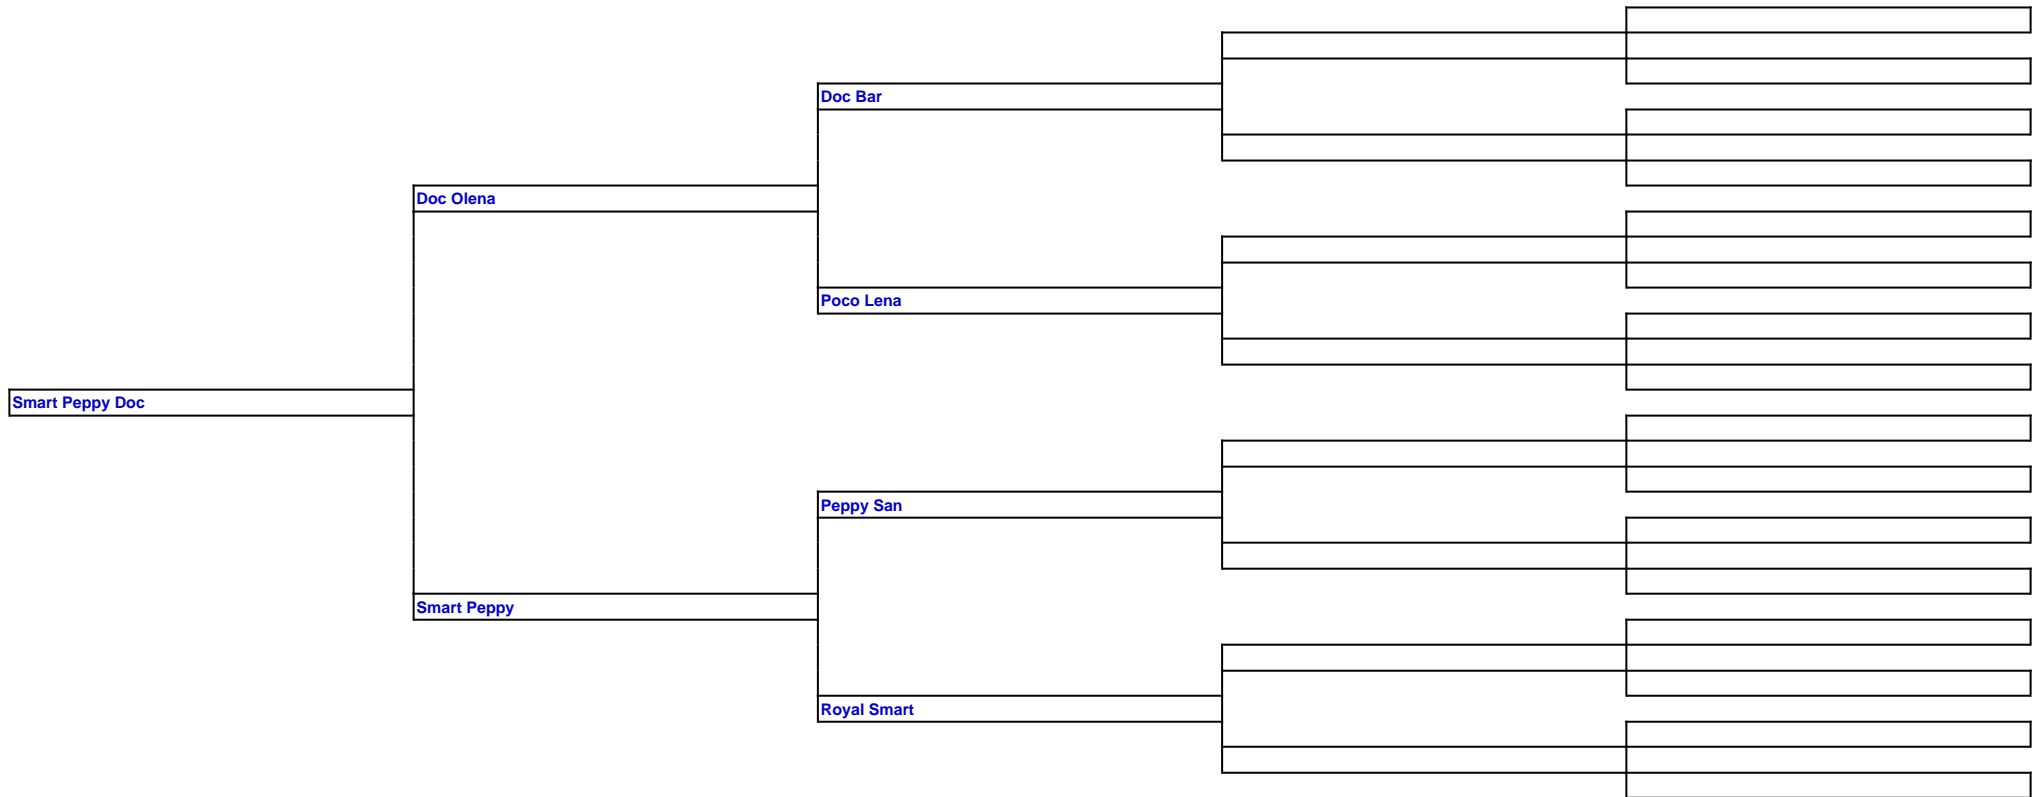 Doc Bar
Doc Olena
Poco Lena
Smart Peppy Doc
Peppy San
Smart Peppy
Royal Smart